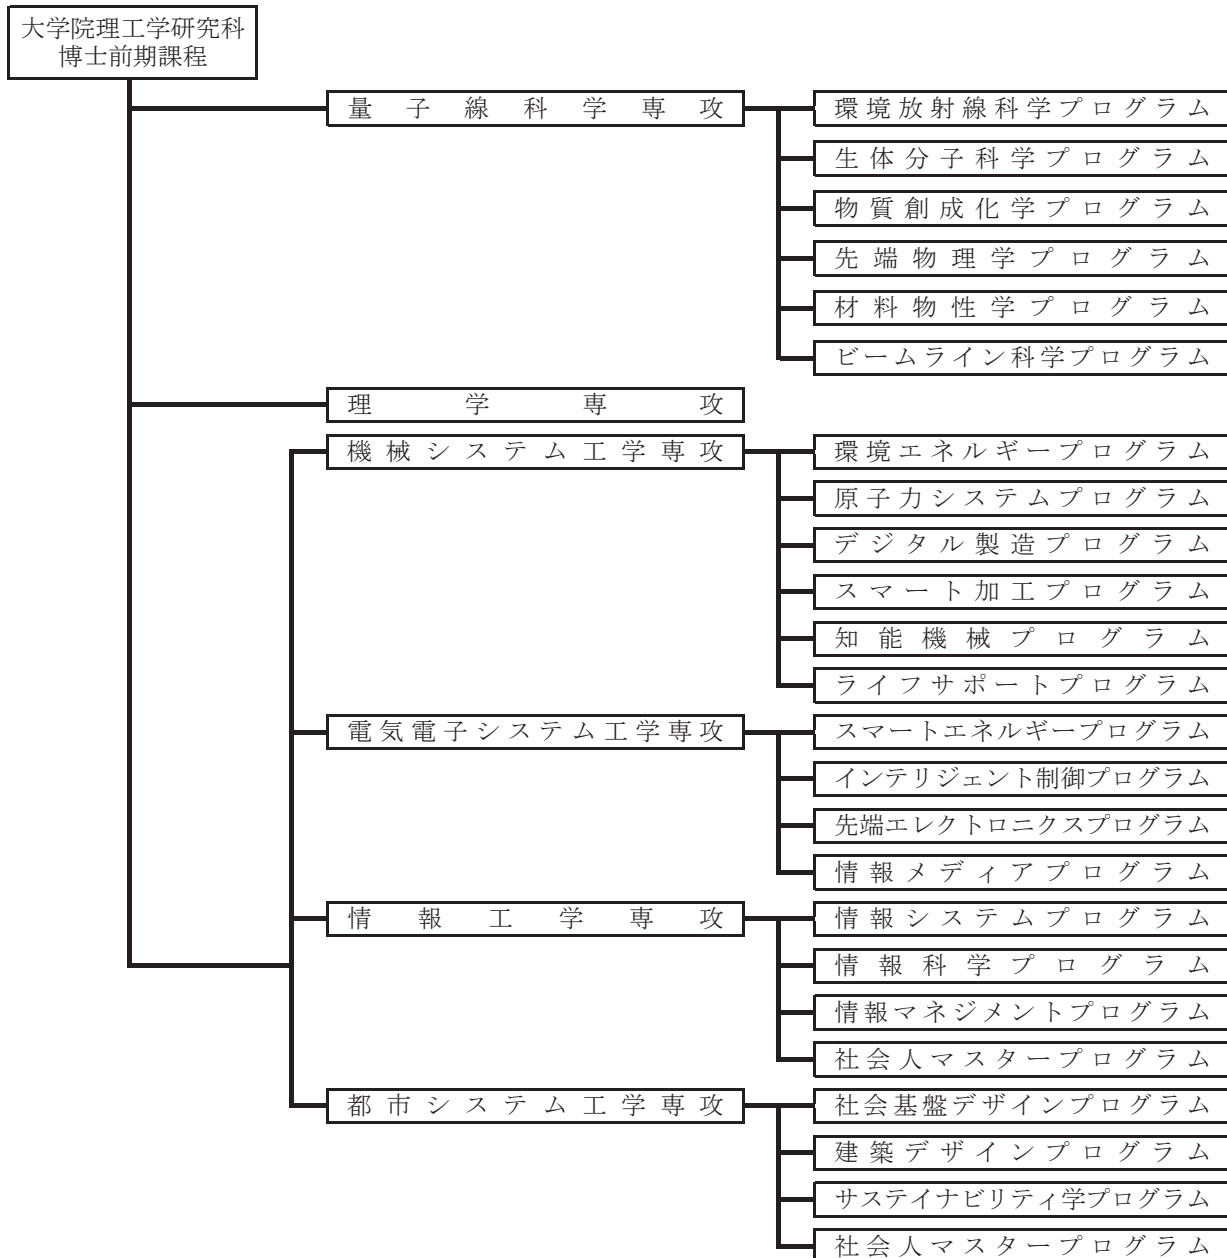 大学院理工学研究科
博士前期課程
量子線科学専攻
環境放射線科学プログラム
生体分子科学プログラム
物質創成化学プログラム
先端物理学プログラム
材料物性学プログラム
ビームライン科学プログラム
理学専攻
機械システム工学専攻
環境エネルギープログラム
原子力システムプログラム
デジタル製造プログラム
スマート加工プログラム
知能機械プログラム
ライフサポートプログラム
電気電子システム工学専攻
スマートエネルギープログラム
インテリジェント制御プログラム
先端エレクトロニクスプログラム
情報メディアプログラム
情報工学専攻
情報システムプログラム
情報科学プログラム
情報マネジメントプログラム
社会人マスタープログラム
都市システム工学専攻
社会基盤デザインプログラム
建築デザインプログラム
サステイナビリティ学プログラム
社会人マスタープログラム